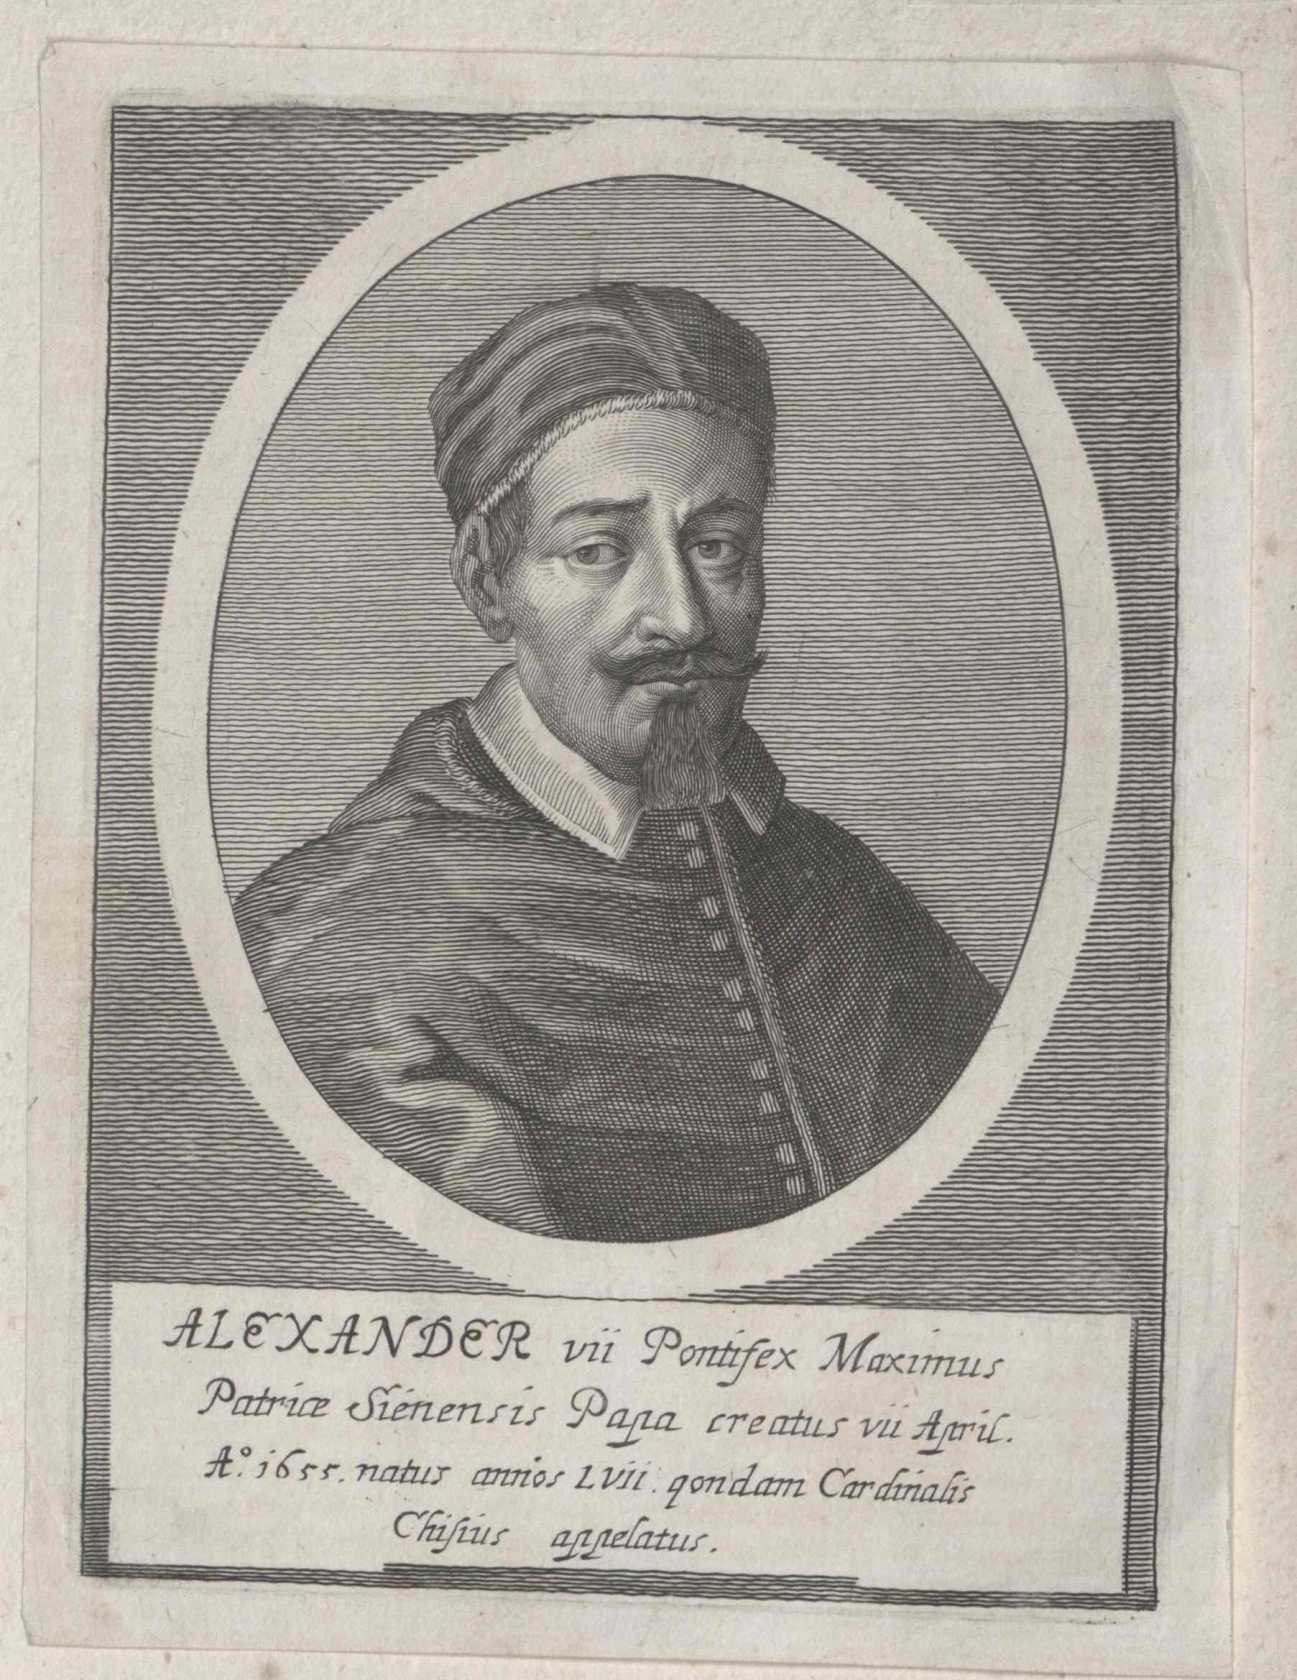 ALEXANDER vii Pontifex Maximus
Patriæ Sienensis Papa creatus vii April.
A.º 1655. natus annos LVII. qondam Cardinalis
Chisius appelatus.